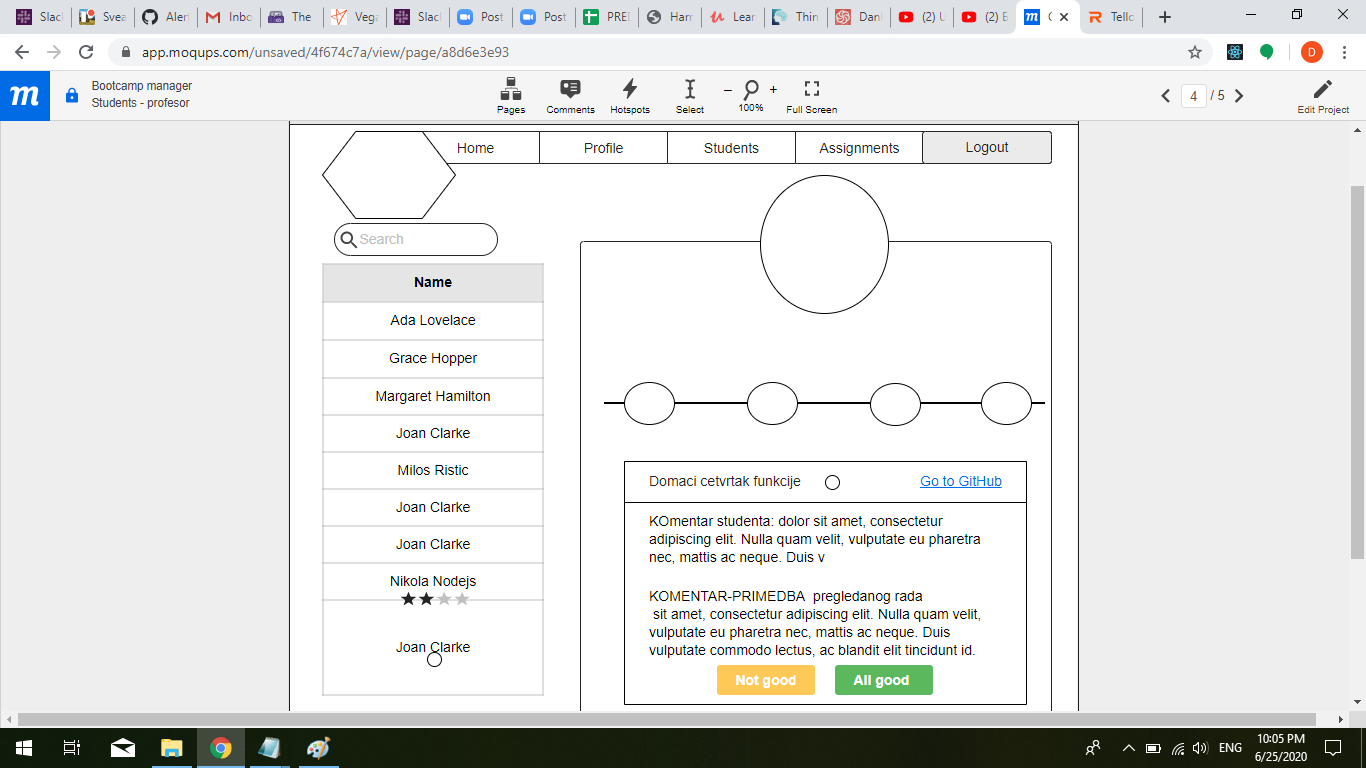 Slack
Svea
Aler
Inbo
The
Vega
Slack
Post
Post
PRE
Harr
Lear
Thin
Danl
(2) U
(2) E
Tello
app.moqups.com/unsaved/4f674c7a/view/page/a8d6e3e93
D
m
Bootcamp manager
Students - profesor
Pages
Comments
Hotspots
Select
− 100% +
Full Screen
4 / 5
Edit Project
Home
Profile
Students
Assignments
Logout
Search
Name
Ada Lovelace
Grace Hopper
Margaret Hamilton
Joan Clarke
Milos Ristic
Joan Clarke
Joan Clarke
Nikola Nodejs
Joan Clarke
Domaci cetvrtak funkcije
Go to GitHub
KOmentar studenta: dolor sit amet, consectetur
adipiscing elit. Nulla quam velit, vulputate eu pharetra
nec, mattis ac neque. Duis v
KOMENTAR-PRIMEDBA pregledanog rada
sit amet, consectetur adipiscing elit. Nulla quam velit,
vulputate eu pharetra nec, mattis ac neque. Duis
vulputate commodo lectus, ac blandit elit tincidunt id.
Not good
All good
ENG
10:05 PM
6/25/2020